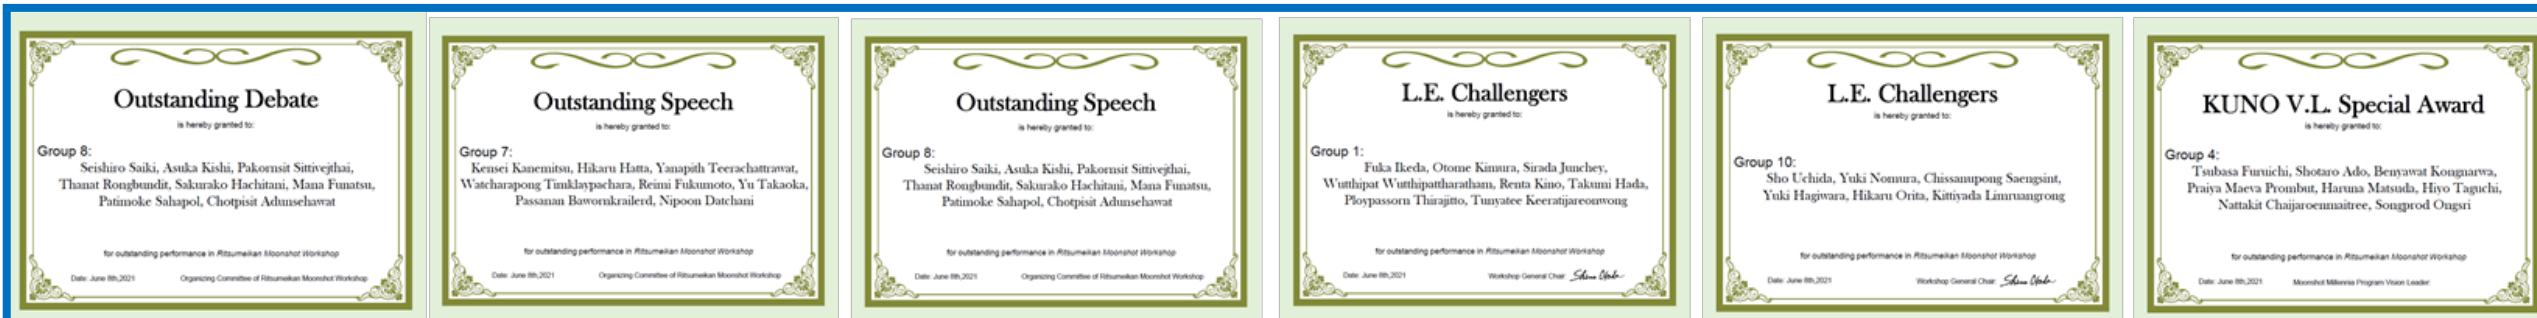 Outstanding Debate
is hereby granted to:
Group 8:
Seishiro Saiki, Asuka Kishi, Pakornsit Sittivejthai,
Thanat Rongbundit, Sakurako Hachitani, Mana Funatsu,
Patimoke Sahapol, Chotpisit Adunsehawat
for outstanding performance in Ritsumeikan Moonshot Workshop
Date: June 8th,2021 Organizing Committee of Ritsumeikan Moonshot Workshop
Outstanding Speech
is hereby granted to:
Group 7:
Kensei Kanemitsu, Hikaru Hatta, Yanapith Teerachattrawat,
Watcharapong Timklaypachara, Reimi Fukumoto, Yu Takaoka,
Passanan Bawornkrailerd, Nipoon Datchani
for outstanding performance in Ritsumeikan Moonshot Workshop
Date: June 8th,2021 Organizing Committee of Ritsumeikan Moonshot Workshop
Outstanding Speech
is hereby granted to:
Group 8:
Seishiro Saiki, Asuka Kishi, Pakornsit Sittivejthai,
Thanat Rongbundit, Sakurako Hachitani, Mana Funatsu,
Patimoke Sahapol, Chotpisit Adunsehawat
for outstanding performance in Ritsumeikan Moonshot Workshop
Date: June 8th,2021 Organizing Committee of Ritsumeikan Moonshot Workshop
L.E. Challengers
is hereby granted to:
Group 1:
Fuka Ikeda, Otome Kimura, Sirada Junchey,
Wutthipat Wutthipattharatham, Renta Kino, Takumi Hada,
Ploypassorn Thirajitto, Tunyatee Keeratijareonwong
for outstanding performance in Ritsumeikan Moonshot Workshop
Date: June 8th,2021 Workshop General Chair:
L.E. Challengers
is hereby granted to:
Group 10:
Sho Uchida, Yuki Nomura, Chissanupong Saengsint,
Yuki Hagiwara, Hikaru Orita, Kittiyada Limruangrong
for outstanding performance in Ritsumeikan Moonshot Workshop
Date: June 8th,2021 Workshop General Chair:
KUNO V.L. Special Award
is hereby granted to:
Group 4:
Tsubasa Furuichi, Shotaro Ado, Benyawat Kongnarwa,
Praiya Maeva Prombut, Haruna Matsuda, Hiyo Taguchi,
Nattakit Chaijaroenmaitree, Songprod Ongsri
for outstanding performance in Ritsumeikan Moonshot Workshop
Date: June 8th,2021 Moonshot Millennia Program Vision Leader: